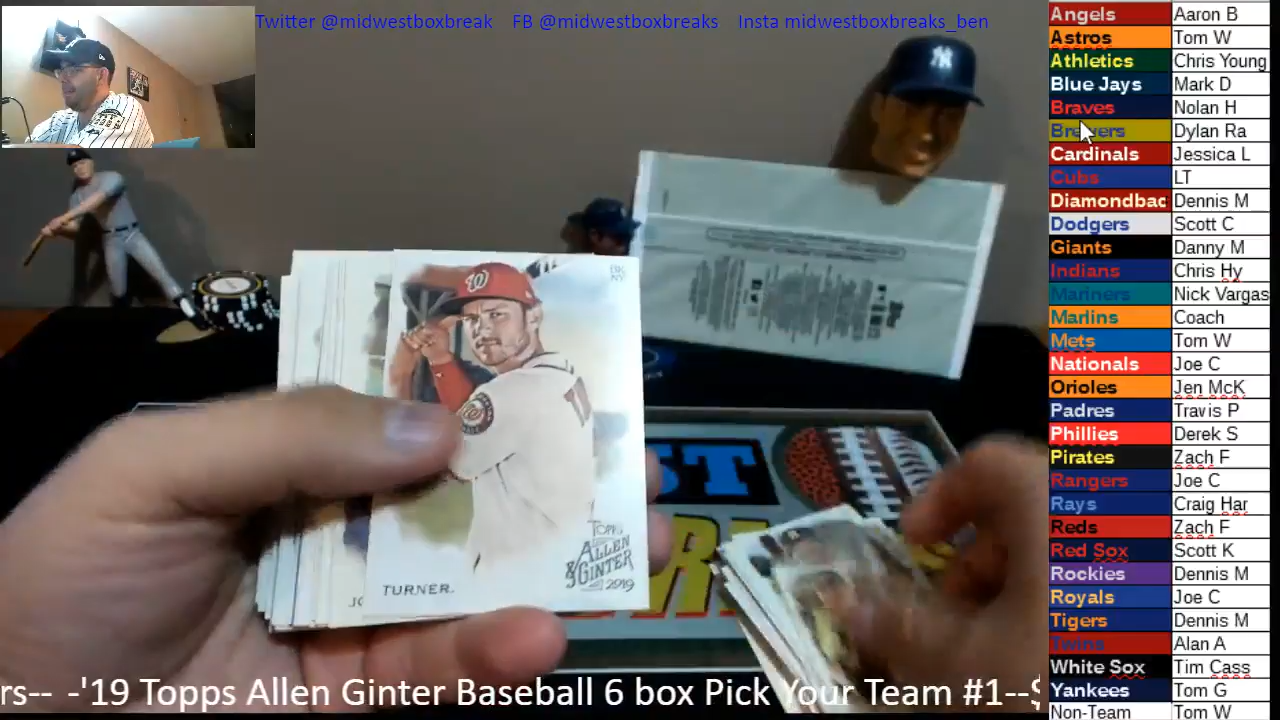 Twitter @midwestboxbreak FB @midwestboxbreaks Insta midwestboxbreaks_ben
Angels Aaron B
Astros Tom W
Athletics Chris Young
Blue Jays Mark D
Braves Nolan H
Brewers Dylan Ra
Cardinals Jessica L
Cubs LT
Diamondbac Dennis M
Dodgers Scott C
Giants Danny M
Indians Chris Hy
Mariners Nick Vargas
Marlins Coach
Mets Tom W
Nationals Joe C
Orioles Jen McK
Padres Travis P
Phillies Derek S
Pirates Zach F
Rangers Joe C
Rays Craig Har
Reds Zach F
Red Sox Scott K
Rockies Dennis M
Royals Joe C
Tigers Dennis M
Twins Alan A
White Sox Tim Cass
Yankees Tom G
Non-Team Tom W
W
TURNER
TOPPS
ALLEN
& GINTER
2019
rs-- -'19 Topps Allen Ginter Baseball 6 box Pick Your Team #1--$